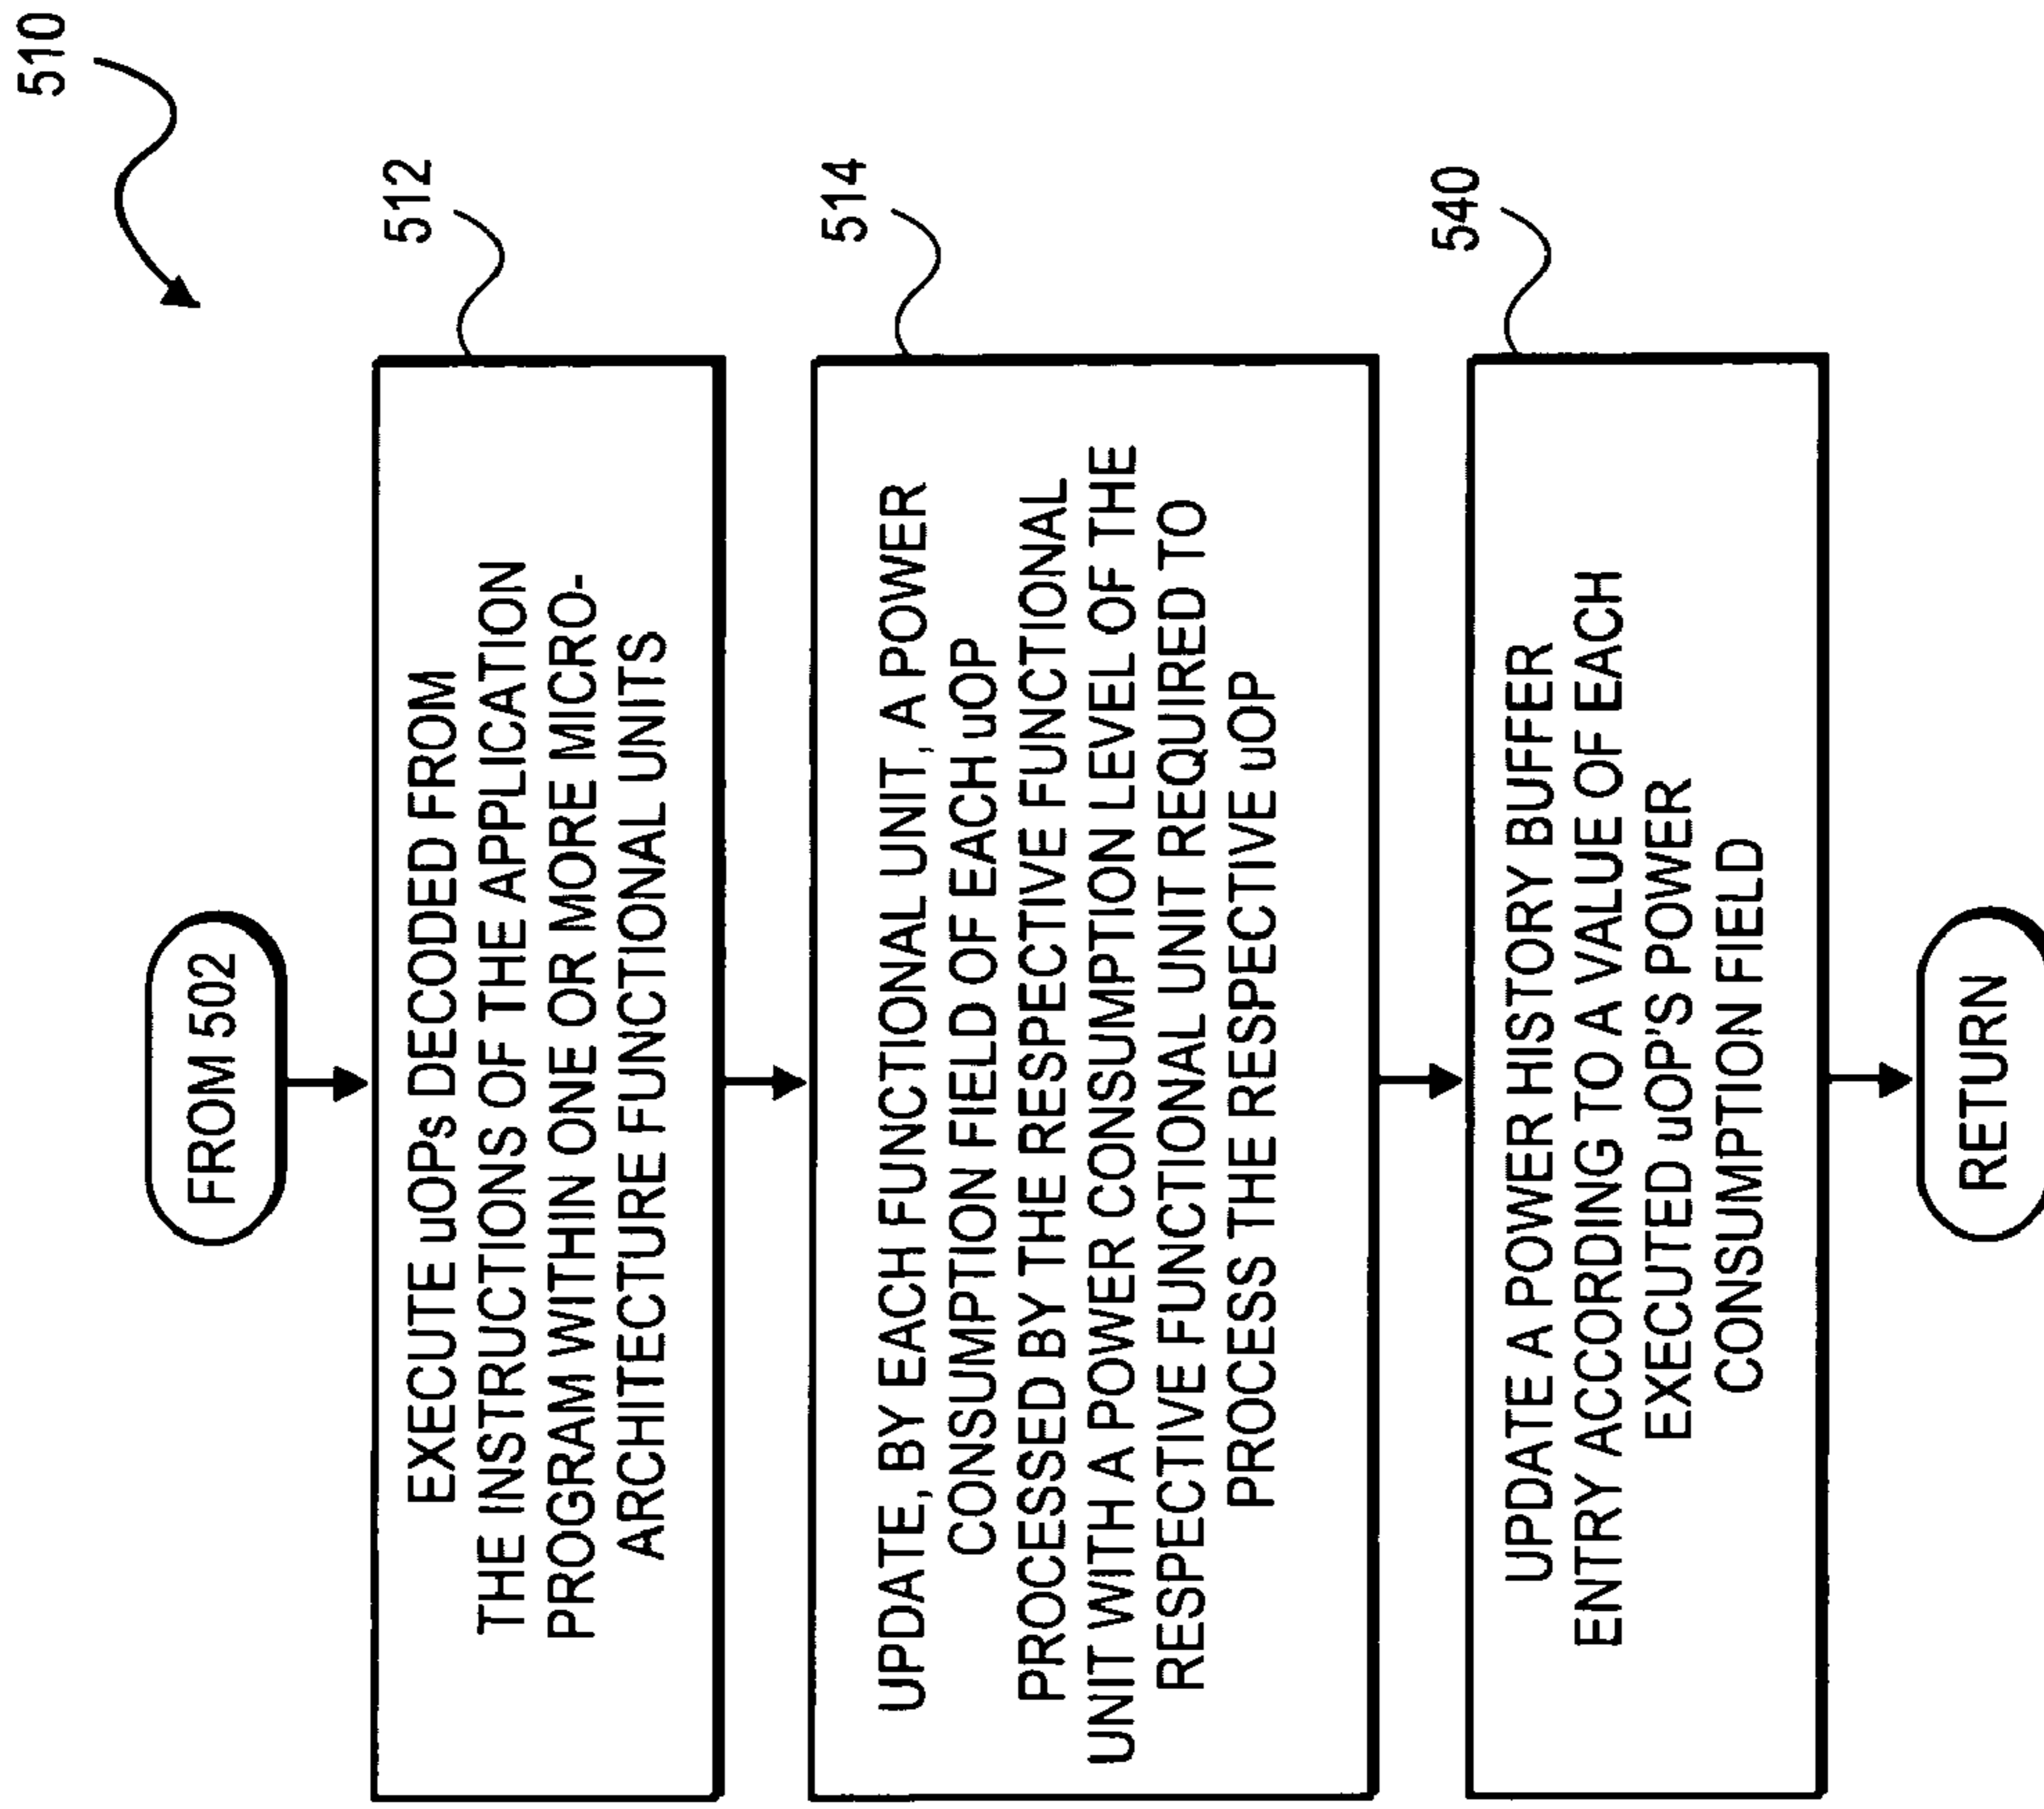 510
FROM 502
512
EXECUTE uOPs DECODED FROM
THE INSTRUCTIONS OF THE APPLICATION
PROGRAM WITHIN ONE OR MORE MICRO-
ARCHITECTURE FUNCTIONAL UNITS
514
UPDATE, BY EACH FUNCTIONAL UNIT, A POWER
CONSUMPTION FIELD OF EACH uOP
PROCESSED BY THE RESPECTIVE FUNCTIONAL
UNIT WITH A POWER CONSUMPTION LEVEL OF THE
RESPECTIVE FUNCTIONAL UNIT REQUIRED TO
PROCESS THE RESPECTIVE uOP
540
UPDATE A POWER HISTORY BUFFER
ENTRY ACCORDING TO A VALUE OF EACH
EXECUTED uOP'S POWER
CONSUMPTION FIELD
RETURN